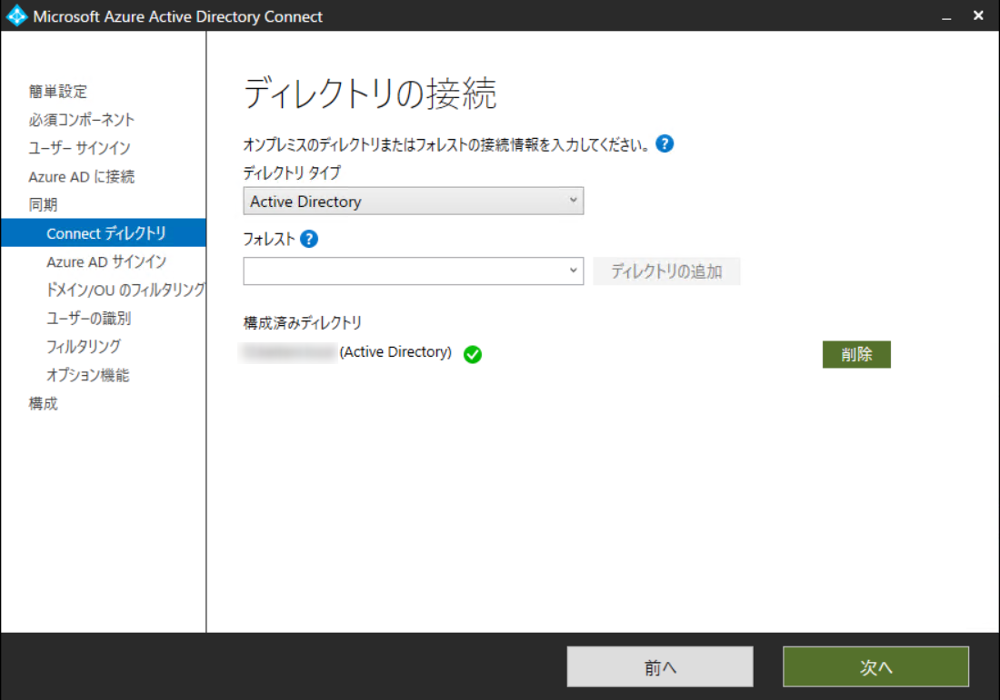 Microsoft Azure Active Directory Connect
簡単設定
必須コンポーネント
ユーザー サインイン
Azure AD に接続
同期
Connect ディレクトリ
Azure AD サインイン
ドメイン/OU のフィルタリング
ユーザーの識別
フィルタリング
オプション機能
構成
ディレクトリの接続
オンプレミスのディレクトリまたはフォレストの接続情報を入力してください。 ?
ディレクトリ タイプ
Active Directory
フォレスト ?
ディレクトリの追加
構成済みディレクトリ
(Active Directory)
削除
前へ
次へ